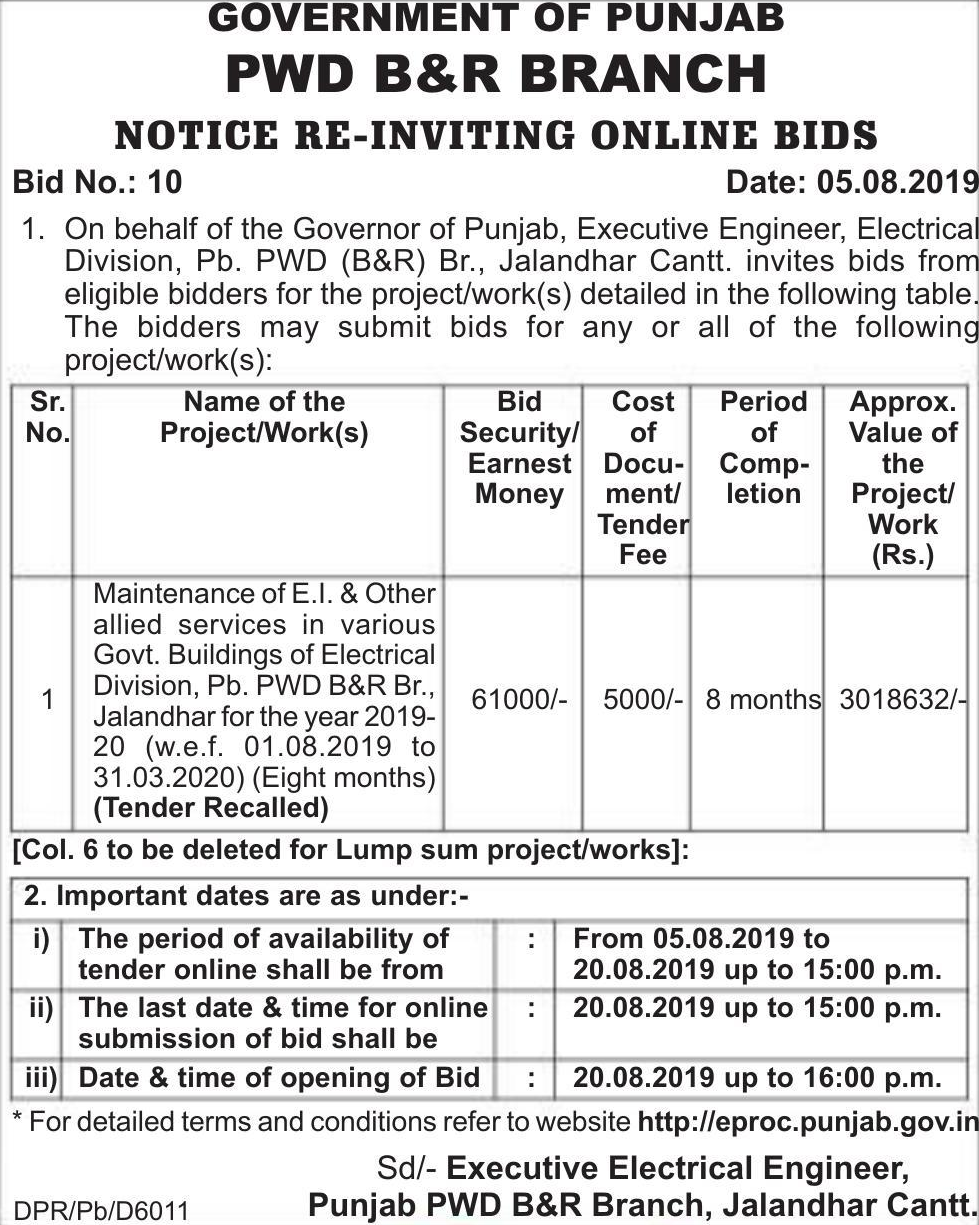 GOVERNMENT OF PUNJAB
PWD B&R BRANCH
NOTICE RE-INVITING ONLINE BIDS
Bid No.: 10 Date: 05.08.2019
1. On behalf of the Governor of Punjab, Executive Engineer, Electrical
Division, Pb. PWD (B&R) Br., Jalandhar Cantt. invites bids from
eligible bidders for the project/work(s) detailed in the following table.
The bidders may submit bids for any or all of the following
project/work(s):
Sr. No.
Name of the Project/Work(s)
Bid Security/ Earnest Money
Cost of Docu- ment/ Tender Fee
Period of Comp- letion
Approx. Value of the Project/ Work (Rs.)
1
Maintenance of E.I. & Other
allied services in various
Govt. Buildings of Electrical
Division, Pb. PWD B&R Br.,
Jalandhar for the year 2019-
20 (w.e.f. 01.08.2019 to
31.03.2020) (Eight months)
(Tender Recalled)
61000/-
5000/-
8 months
3018632/-
[Col. 6 to be deleted for Lump sum project/works]:
2. Important dates are as under:-
i) The period of availability of : From 05.08.2019 to
tender online shall be from 20.08.2019 up to 15:00 p.m.
ii) The last date & time for online : 20.08.2019 up to 15:00 p.m.
submission of bid shall be
iii) Date & time of opening of Bid : 20.08.2019 up to 16:00 p.m.
* For detailed terms and conditions refer to website http://eproc.punjab.gov.in
Sd/- Executive Electrical Engineer,
DPR/Pb/D6011 Punjab PWD B&R Branch, Jalandhar Cantt.